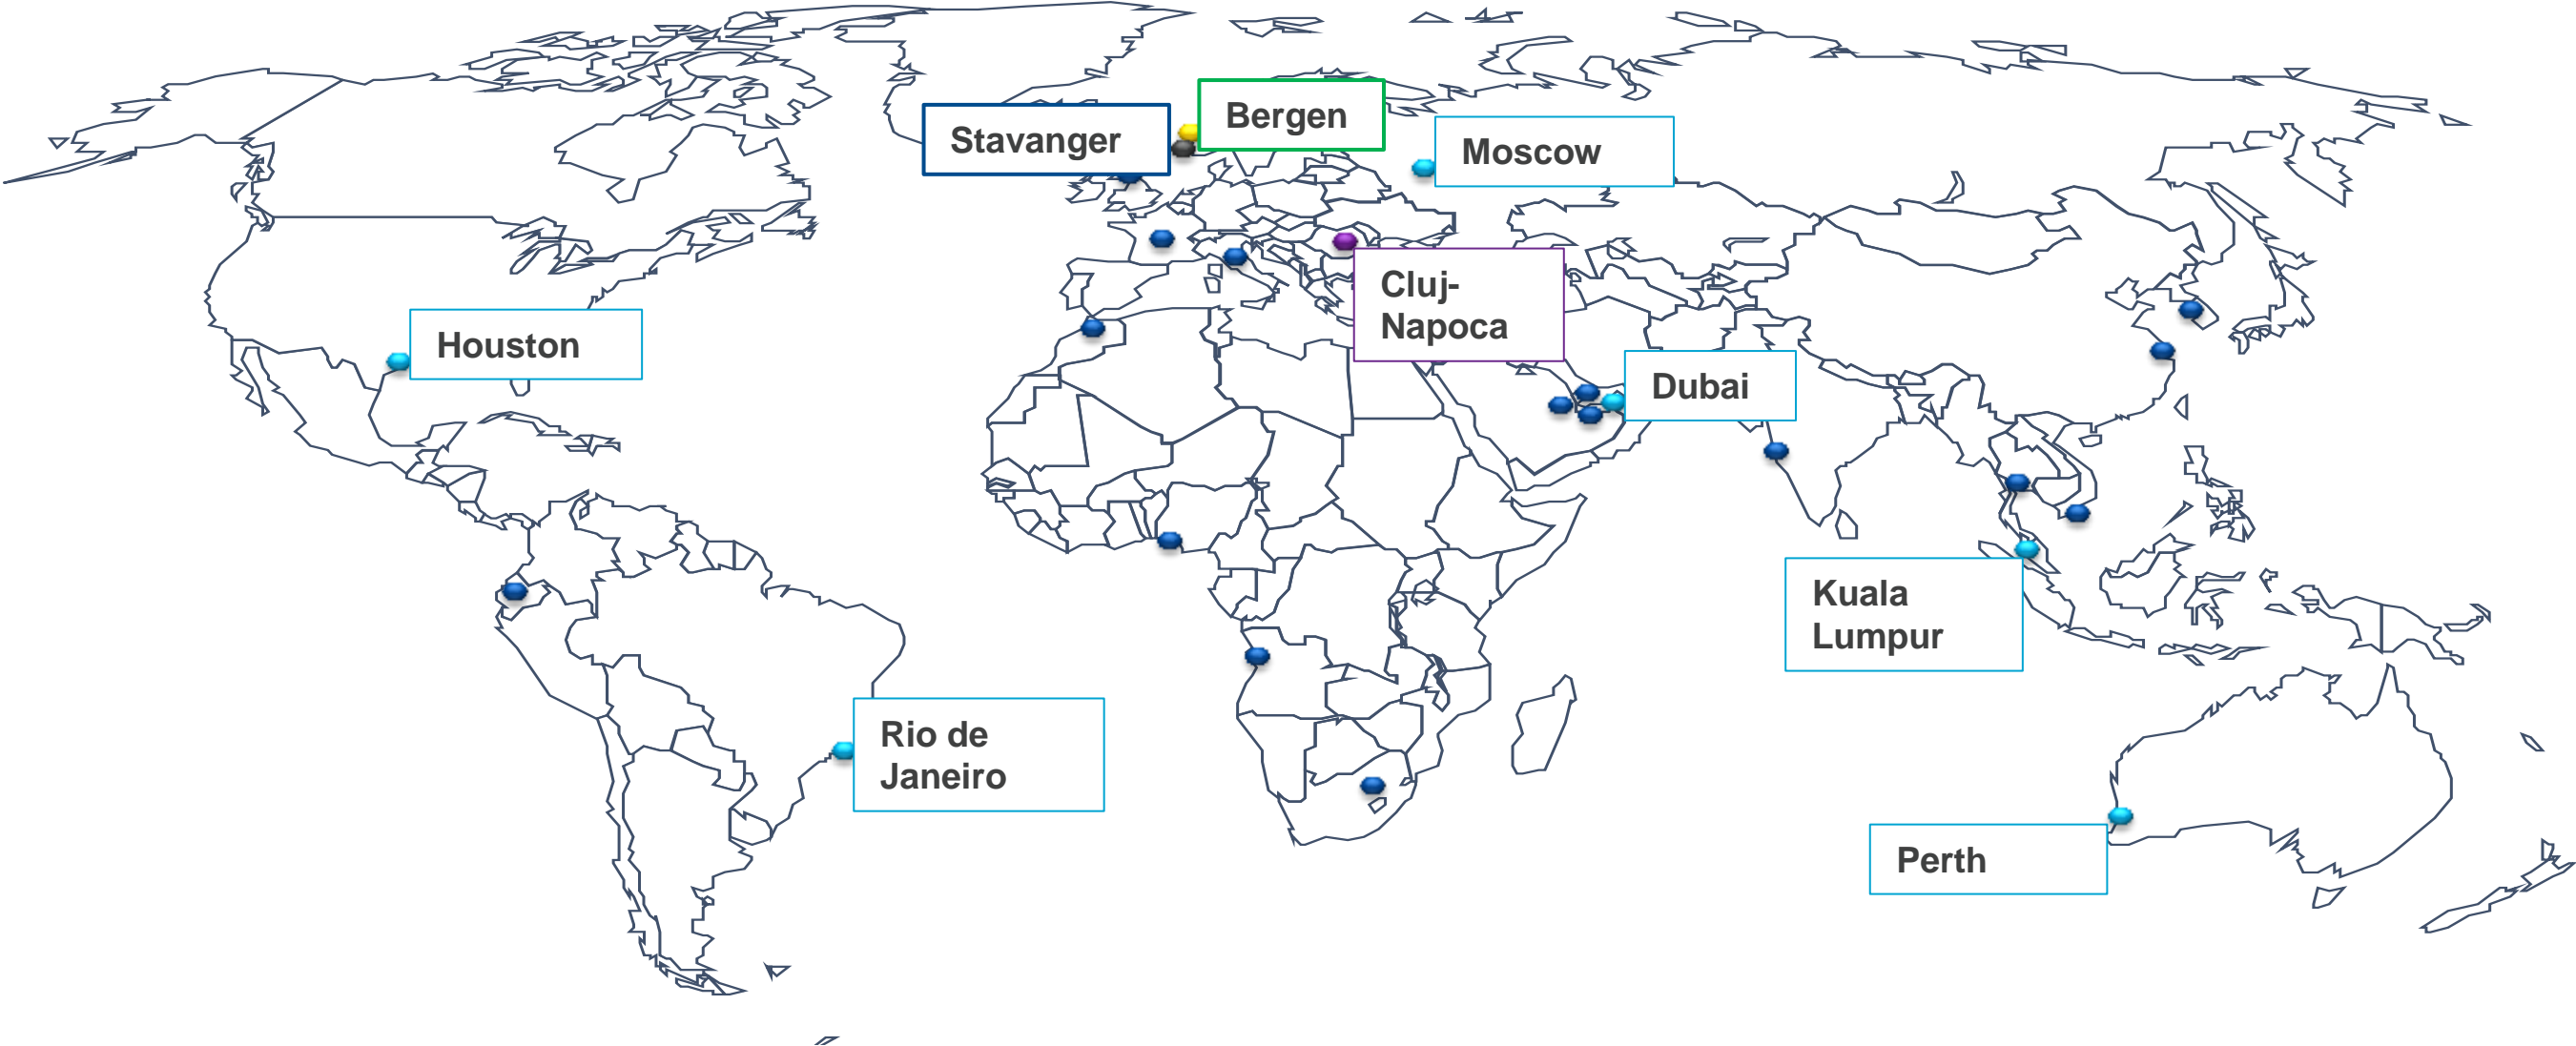 Bergen
Stavanger
Moscow
Cluj-
Napoca
Houston
Dubai
Kuala
Lumpur
Rio de
Janeiro
Perth